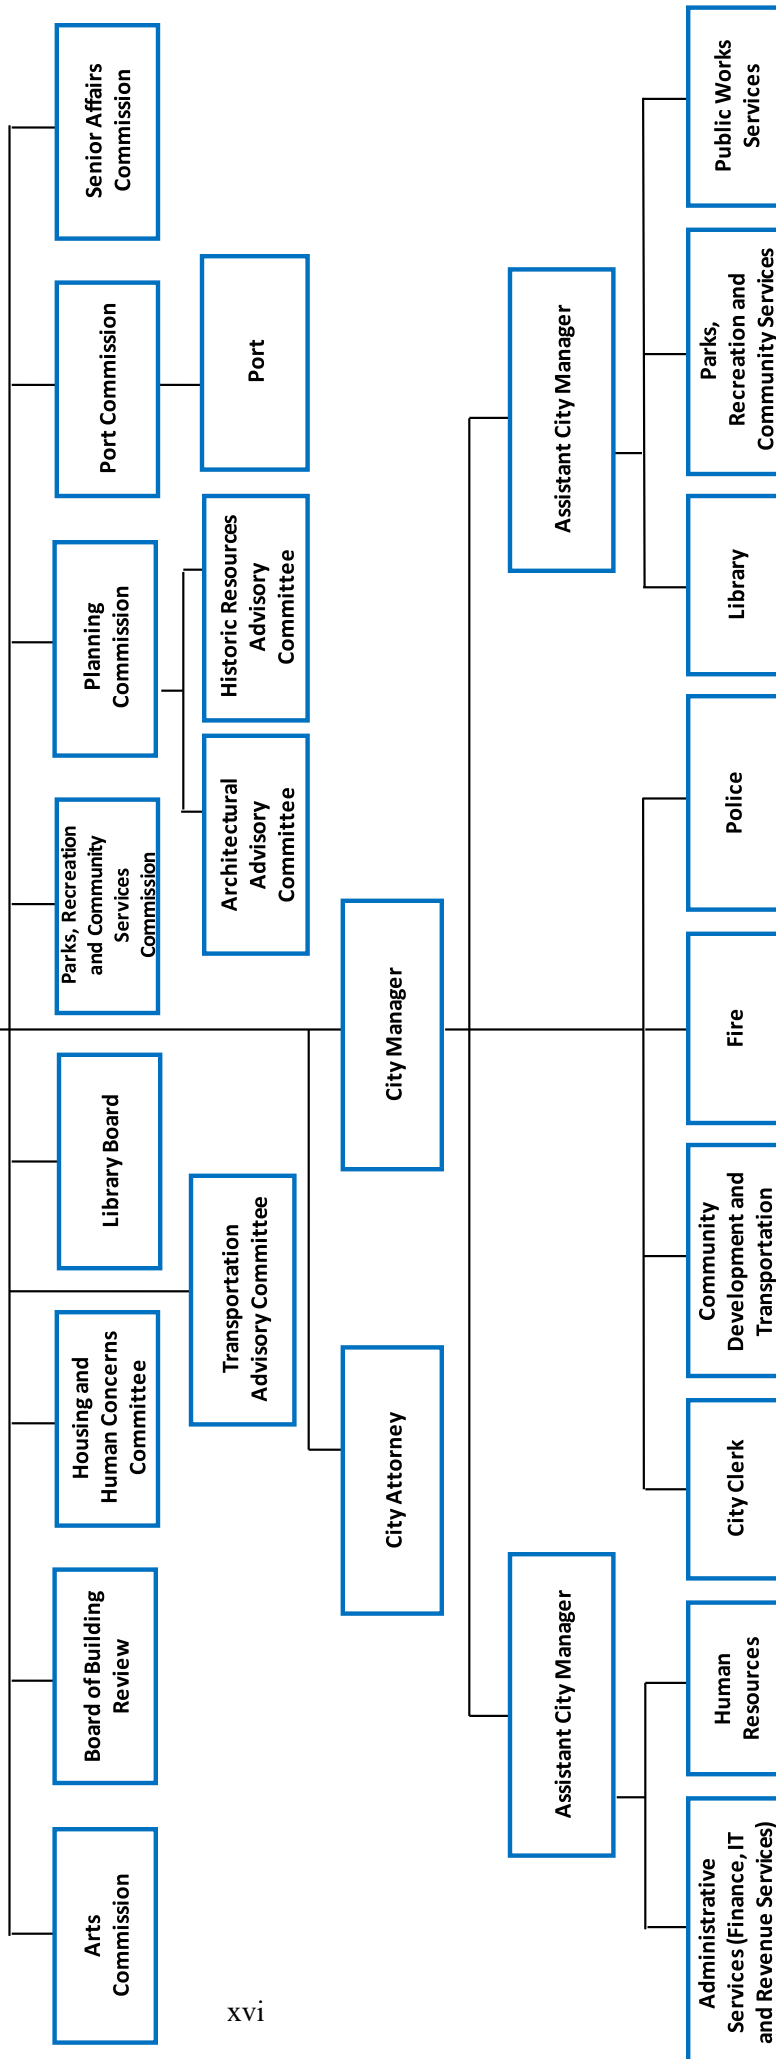 Arts
Commission
Board of Building
Review
Housing and
Human Concerns
Committee
Library Board
Parks, Recreation
and Community
Services
Commission
Planning
Commission
Port Commission
Senior Affairs
Commission
Transportation
Advisory Committee
Architectural
Advisory
Committee
Historic Resources
Advisory
Committee
Port
City Attorney
City Manager
Assistant City Manager
Assistant City Manager
Administrative
Services (Finance, IT
and Revenue Services)
Human
Resources
City Clerk
Community
Development and
Transportation
Fire
Police
Library
Parks,
Recreation and
Community Services
Public Works
Services
xvi